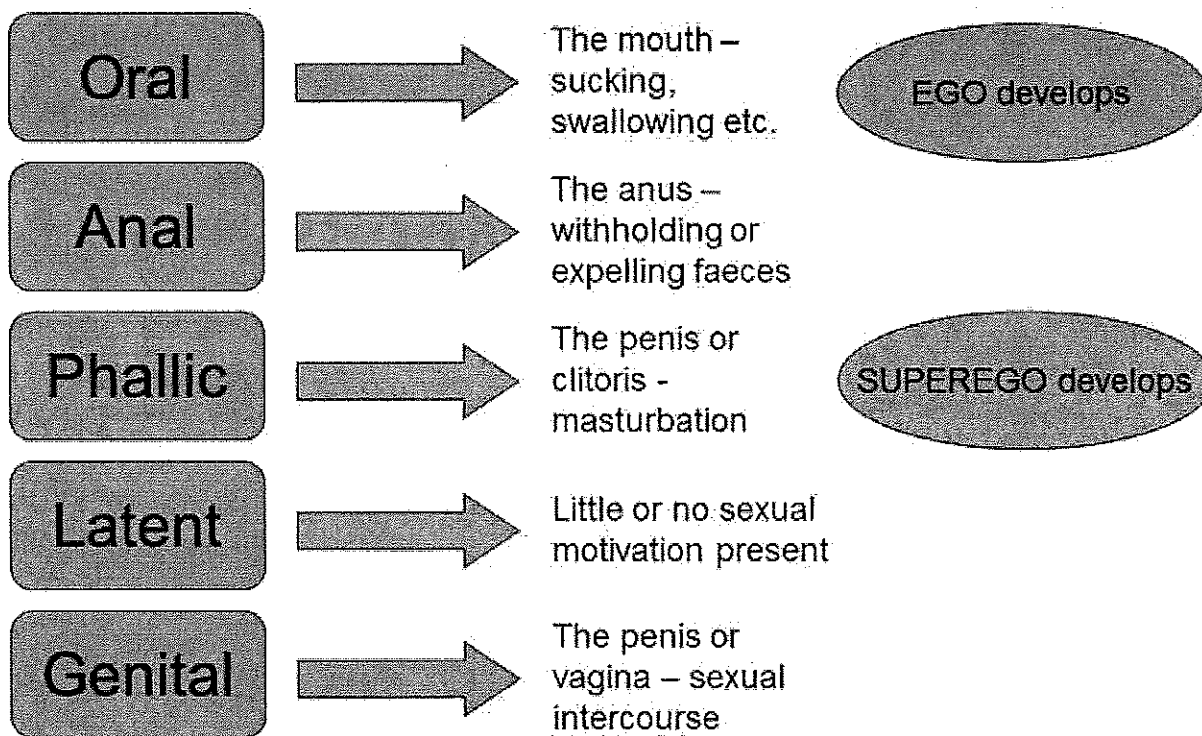 Oral
The mouth –
sucking,
swallowing etc.
EGO develops
Anal
The anus –
withholding or
expelling faeces
Phallic
The penis or
clitoris -
masturbation
SUPEREGO develops
Latent
Little or no sexual
motivation present
Genital
The penis or
vagina – sexual
intercourse